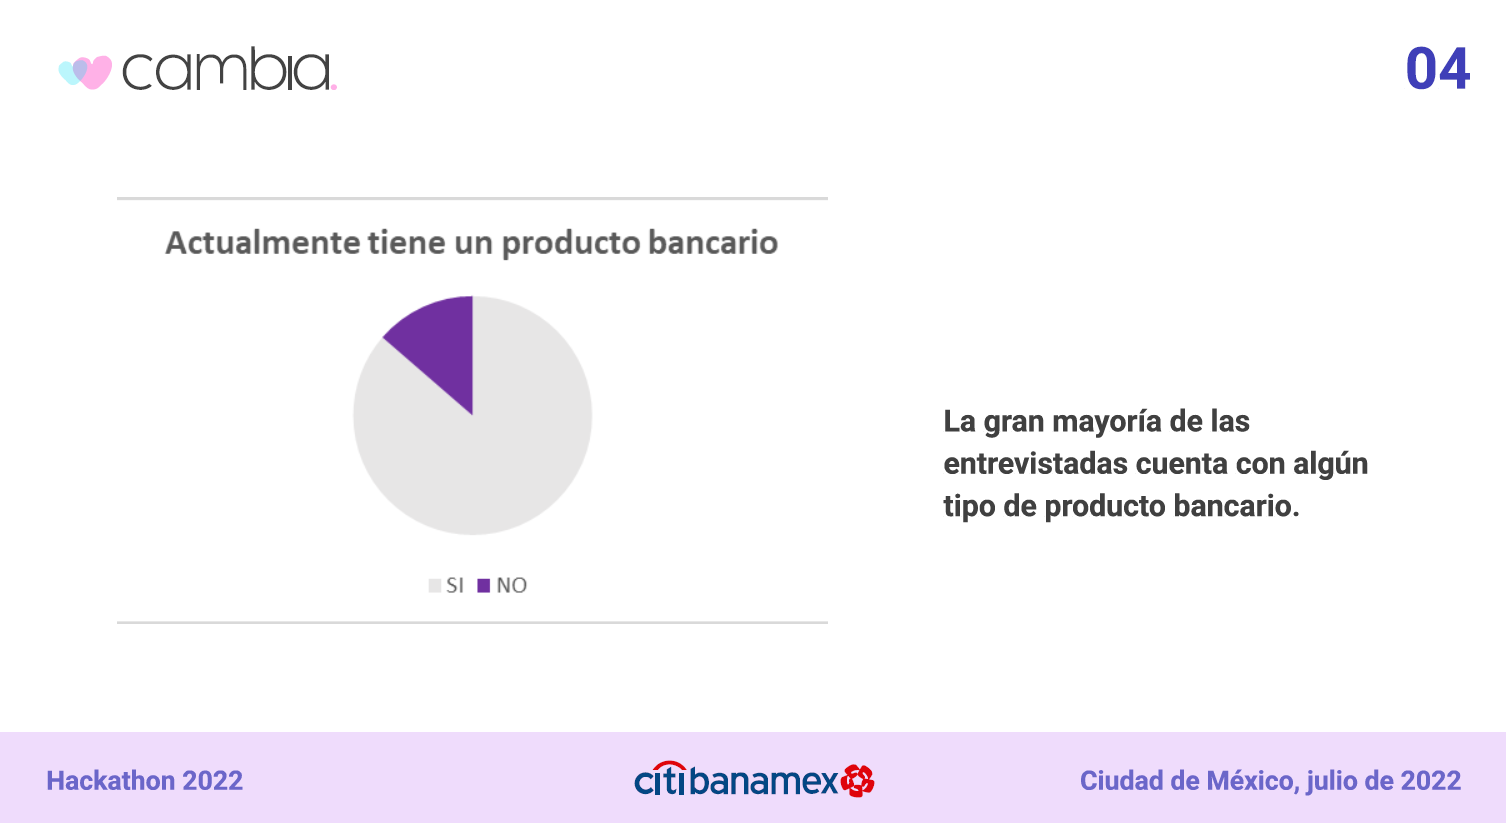 cambia.
04
Actualmente tiene un producto bancario
SI NO
La gran mayoría de las
entrevistadas cuenta con algún
tipo de producto bancario.
Hackathon 2022
citibanamex
Ciudad de México, julio de 2022